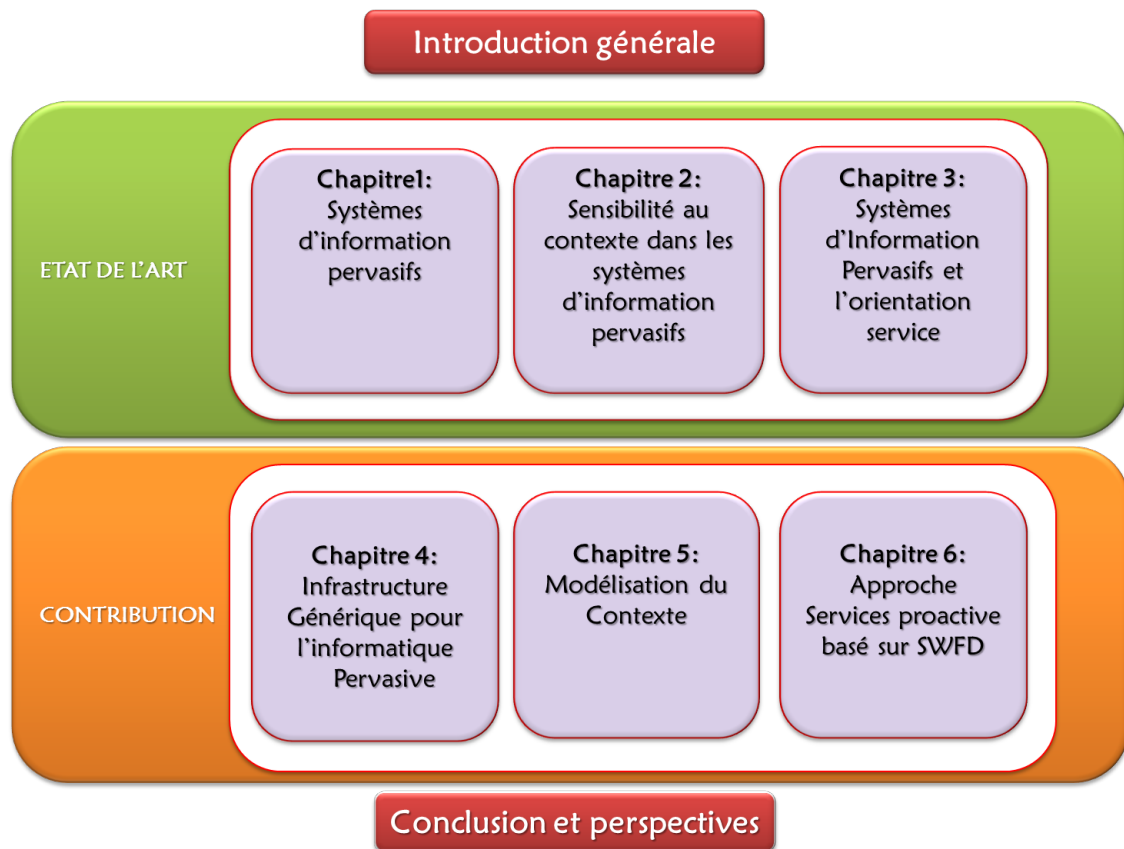 Introduction générale
ETAT DE L'ART
Chapitre1:
Systèmes
d'information
pervasifs
Chapitre 2:
Sensibilité au
contexte dans les
systèmes
d'information
pervasifs
Chapitre 3:
Systèmes
d'Information
Pervasifs et
l'orientation
service
CONTRIBUTION
Chapitre 4:
Infrastructure
Générique pour
l'informatique
Pervasive
Chapitre 5:
Modélisation du
Contexte
Chapitre 6:
Approche
Services proactive
basé sur SWFD
Conclusion et perspectives